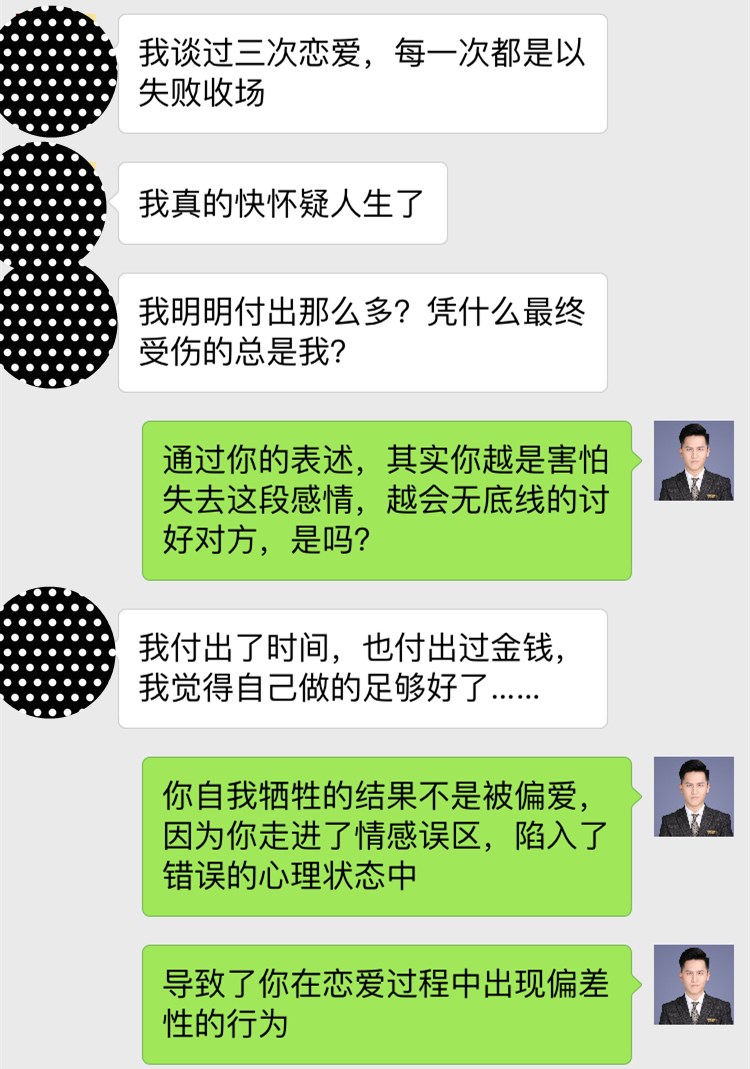 我谈过三次恋爱，每一次都是以
失败收场
我真的快怀疑人生了
我明明付出那么多？凭什么最终
受伤的总是我？
通过你的表述，其实你越是害怕
失去这段感情，越会无底线的讨
好对方，是吗？
我付出了时间，也付出过金钱，
我觉得自己做的足够好了……
你自我牺牲的结果不是被偏爱，
因为你走进了情感误区，陷入了
错误的心理状态中
导致了你在恋爱过程中出现偏差
性的行为